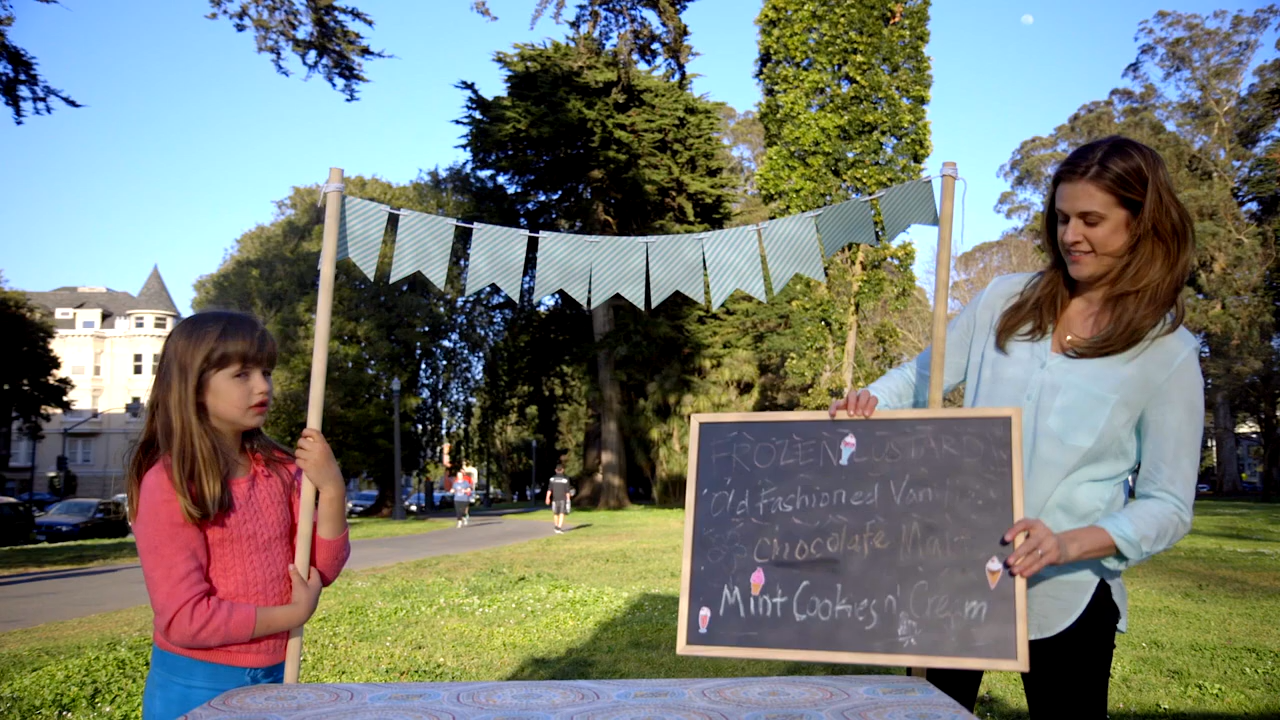 FROZEN CUSTARD
Old Fashioned Van
Chocolate Malt
Mint Cookies n' Cream